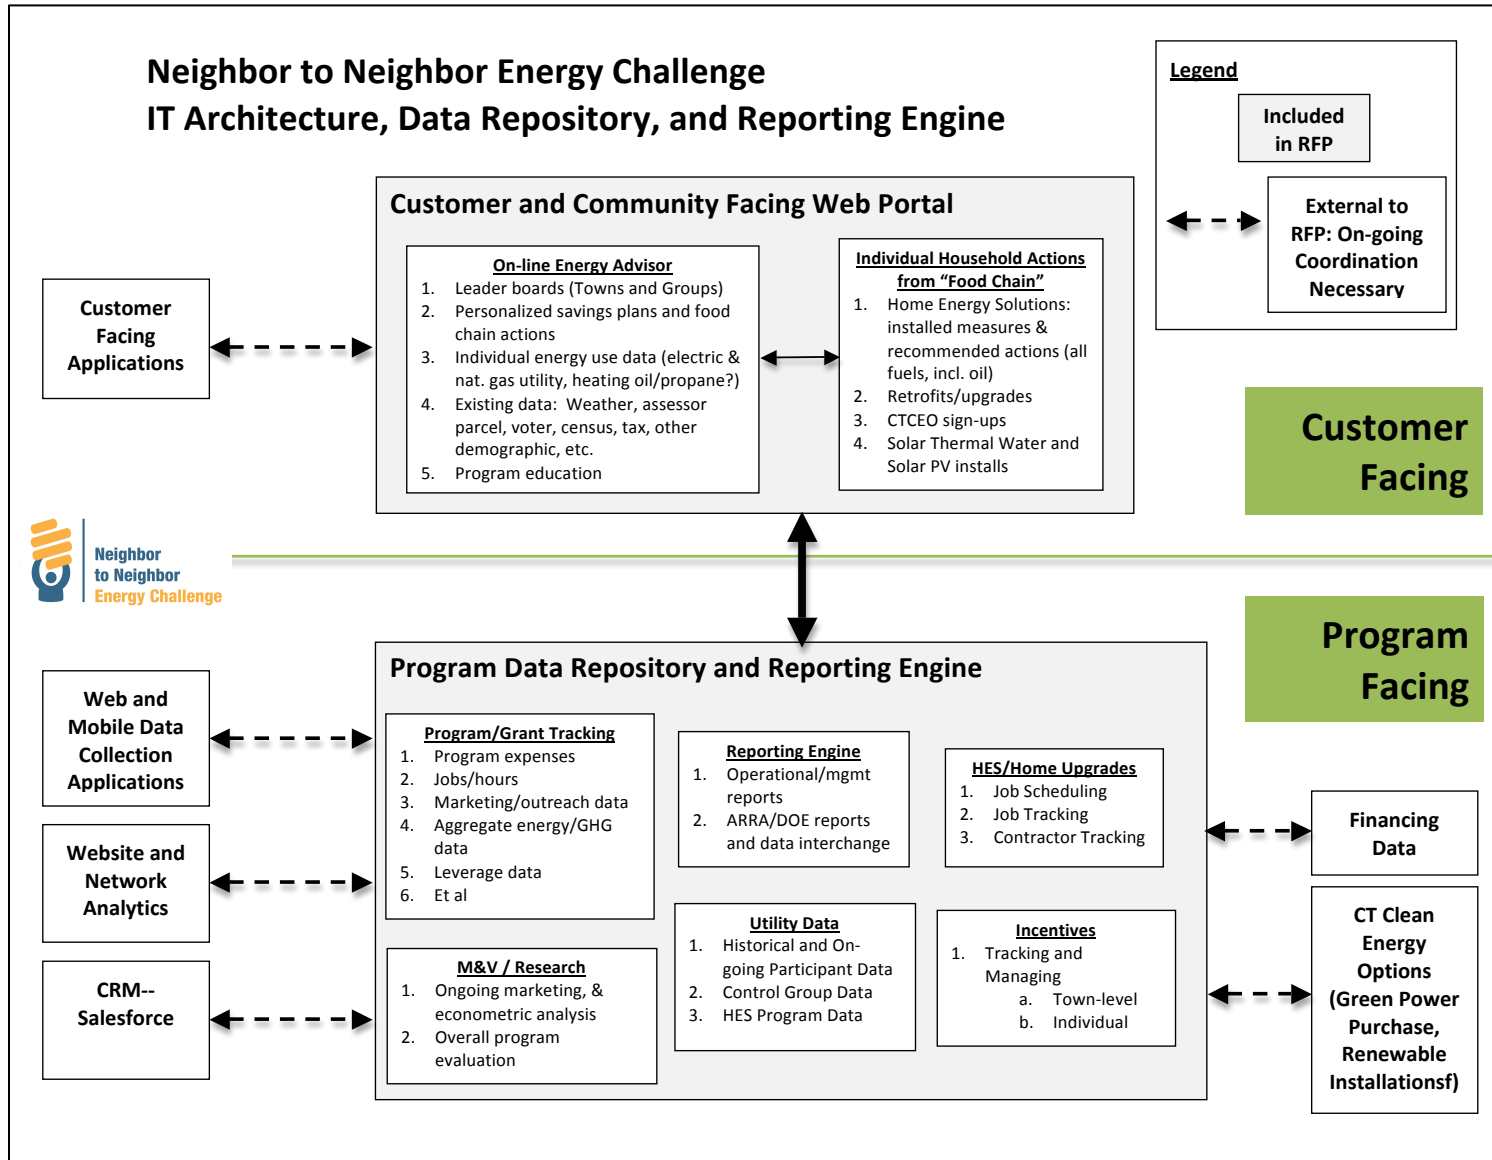 Neighbor to Neighbor Energy Challenge
IT Architecture, Data Repository, and Reporting Engine
Legend
Included
in RFP
External to
RFP: On-going
Coordination
Necessary
Customer and Community Facing Web Portal
On-line Energy Advisor
1. Leader boards (Towns and Groups)
2. Personalized savings plans and food
chain actions
3. Individual energy use data (electric &
nat. gas utility, heating oil/propane?)
4. Existing data: Weather, assessor
parcel, voter, census, tax, other
demographic, etc.
5. Program education
Individual Household Actions
from “Food Chain”
1. Home Energy Solutions:
installed measures &
recommended actions (all
fuels, incl. oil)
2. Retrofits/upgrades
3. CTCEO sign-ups
4. Solar Thermal Water and
Solar PV installs
Customer
Facing
Applications
Customer
Facing
Neighbor
to Neighbor
Energy Challenge
Program
Facing
Program Data Repository and Reporting Engine
Web and
Mobile Data
Collection
Applications
Website and
Network
Analytics
CRM--
Salesforce
Program/Grant Tracking
1. Program expenses
2. Jobs/hours
3. Marketing/outreach data
4. Aggregate energy/GHG
data
5. Leverage data
6. Et al
Reporting Engine
1. Operational/mgmt
reports
2. ARRA/DOE reports
and data interchange
HES/Home Upgrades
1. Job Scheduling
2. Job Tracking
3. Contractor Tracking
M&V / Research
1. Ongoing marketing, &
econometric analysis
2. Overall program
evaluation
Utility Data
1. Historical and On-
going Participant Data
2. Control Group Data
3. HES Program Data
Incentives
1. Tracking and
Managing
a. Town-level
b. Individual
Financing
Data
CT Clean
Energy
Options
(Green Power
Purchase,
Renewable
Installationsf)